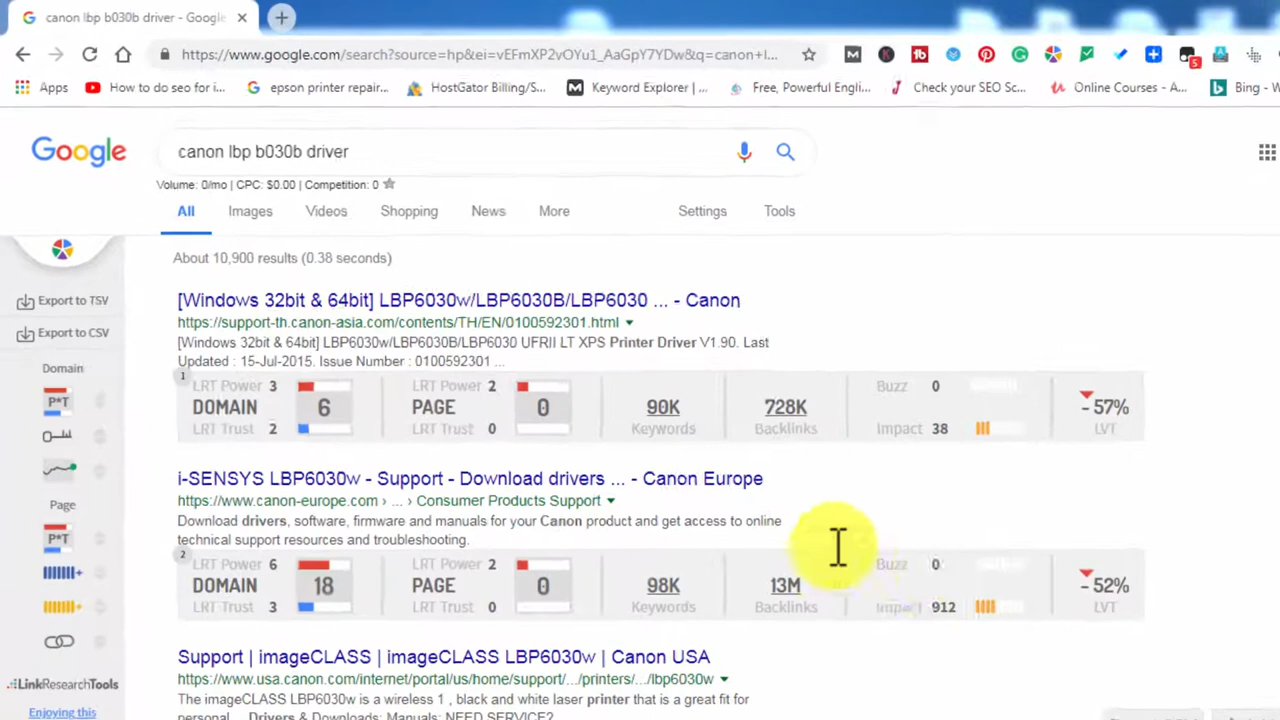 canon lbp b030b driver - Google
https://www.google.com/search?source=hp&ei=vEFmXP2vOYu1_AaGpY7YDw&q=canon+l...
5
Apps
How to do seo for i...
epson printer repair...
HostGator Billing/S...
Keyword Explorer | ...
Free, Powerful Engli...
Check your SEO Sc...
Online Courses - A...
Bing - W
Google
canon lbp b030b driver
Volume: 0/mo | CPC: $0.00 | Competition: 0
All Images Videos Shopping News More Settings Tools
About 10,900 results (0.38 seconds)
Export to TSV
Export to CSV
Domain
P*T
Page
P*T
LinkResearchTools
Enjoying this
[Windows 32bit & 64bit] LBP6030w/LBP6030B/LBP6030 ... - Canon
https://support-th.canon-asia.com/contents/TH/EN/0100592301.html
[Windows 32bit & 64bit] LBP6030w/LBP6030B/LBP6030 UFRII LT XPS Printer Driver V1.90. Last
Updated : 15-Jul-2015. Issue Number : 0100592301 ...
1
LRT Power 3 LRT Power 2 Buzz 0
DOMAIN 6 PAGE 0 90K 728K - 57%
LRT Trust 2 LRT Trust 0 Keywords Backlinks Impact 38 LVT
i-SENSYS LBP6030w - Support - Download drivers ... - Canon Europe
https://www.canon-europe.com › ... › Consumer Products Support
Download drivers, software, firmware and manuals for your Canon product and get access to online
technical support resources and troubleshooting.
2
LRT Power 6 LRT Power 2 Buzz 0
DOMAIN 18 PAGE 0 98K 13M - 52%
LRT Trust 3 LRT Trust 0 Keywords Backlinks Impact 912 LVT
Support | imageCLASS | imageCLASS LBP6030w | Canon USA
https://www.usa.canon.com/internet/portal/us/home/support/.../printers/.../lbp6030w
The imageCLASS LBP6030w is a wireless 1 , black and white laser printer that is a great fit for
personal ... Drivers & Downloads; Manuals; NEED SERVICE?